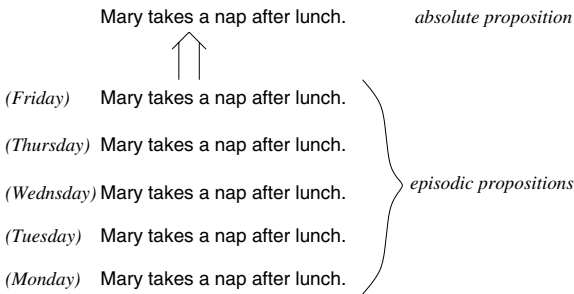 Mary takes a nap after lunch. absolute proposition
(Friday) Mary takes a nap after lunch.
(Thursday) Mary takes a nap after lunch.
(Wednsday) Mary takes a nap after lunch. episodic propositions
(Tuesday) Mary takes a nap after lunch.
(Monday) Mary takes a nap after lunch.